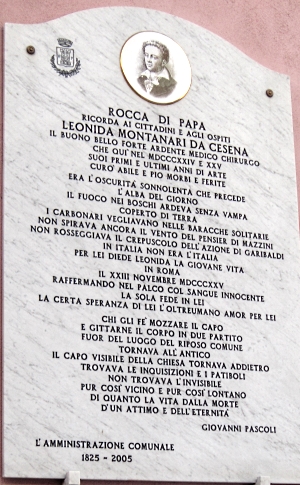 ROCCA DI PAPA
RICORDA AI CITTADINI E AGLI OSPITI
LEONIDA MONTANARI DA CESENA
IL BUONO BELLO FORTE ARDENTE MEDICO CHIRURGO
CHE QUI' NEL MDCCCXXIV E XXV
SUOI PRIMI E ULTIMI ANNI DI ARTE
CURO' ABILE E PIO MORBI E FERITE
ERA L'OSCURITÁ SONNOLENTA CHE PRECEDE
L'ALBA DEL GIORNO
IL FUOCO NEI BOSCHI ARDEVA SENZA VAMPA
COPERTO DI TERRA
I CARBONARI VEGLIAVANO NELLE BARACCHE SOLITARIE
NON SPIRAVA ANCORA IL VENTO DEL PENSIER DI MAZZINI
NON ROSSEGGIAVA IL CREPUSCOLO DELL'AZIONE DI GARIBALDI
IN ITALIA NON ERA L'ITALIA
PER LEI DIEDE LEONIDA LA GIOVANE VITA
IN ROMA
IL XXIII NOVEMBRE MDCCCXXV
RAFFERMANDO NEL PALCO COL SANGUE INNOCENTE
LA SOLA FEDE IN LEI
LA CERTA SPERANZA DI LEI L'OLTREUMANO AMOR PER LEI
CHI GLI FÉ MOZZARE IL CAPO
E GITTARNE IL CORPO IN DUE PARTITO
FUOR DEL LUOGO DEL RIPOSO COMUNE
TORNAVA ALL'ANTICO
IL CAPO VISIBILE DELLA CHIESA TORNAVA ADDIETRO
TROVAVA LE INQUISIZIONI E I PATIBOLI
NON TROVAVA L'INVISIBILE
PUR COSÍ VICINO E PUR COSÍ LONTANO
DI QUANTO LA VITA DALLA MORTE
D'UN ATTIMO E DELL'ETERNITÁ
GIOVANNI PASCOLI
L'AMMINISTRAZIONE COMUNALE
1825 - 2005